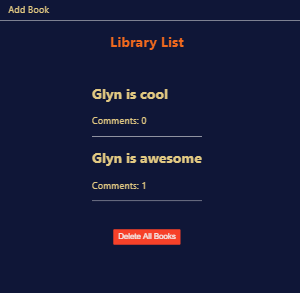 Add Book
Library List
Glyn is cool
Comments: 0
Glyn is awesome
Comments: 1
Delete All Books